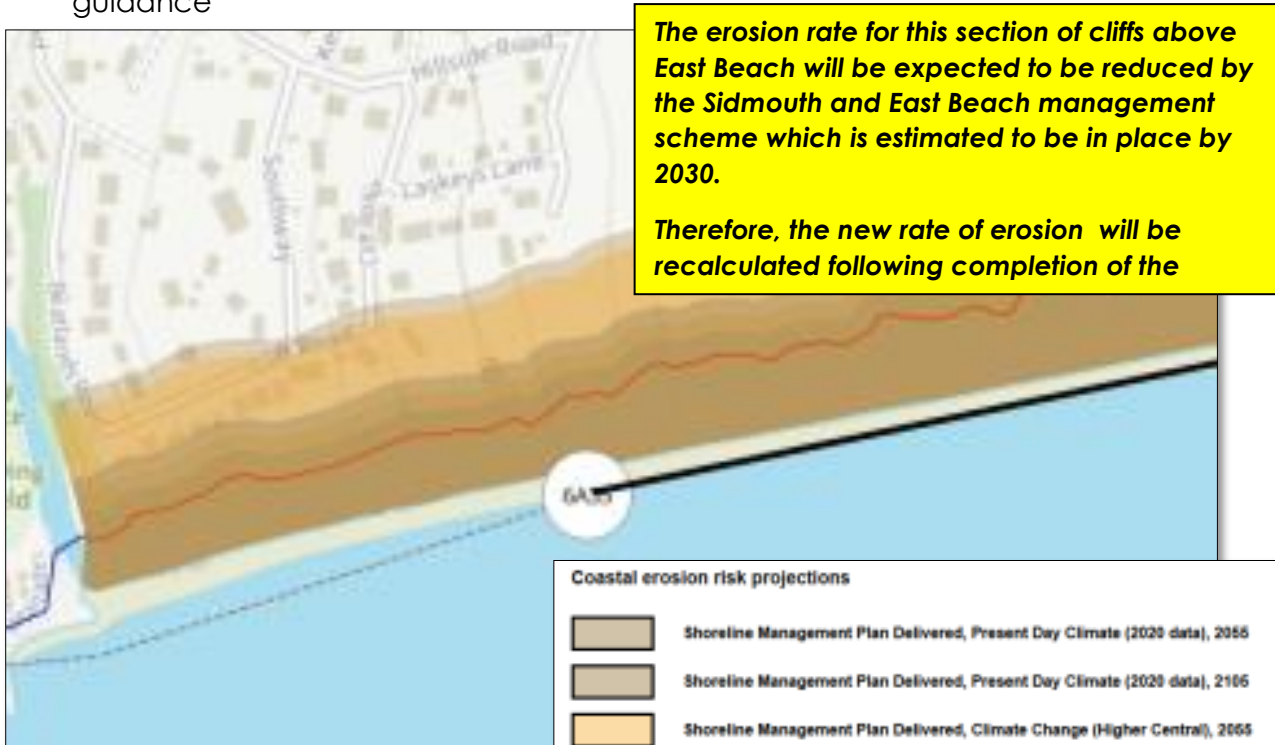 guidance
The erosion rate for this section of cliffs above
East Beach will be expected to be reduced by
the Sidmouth and East Beach management
scheme which is estimated to be in place by
2030.
Therefore, the new rate of erosion will be
recalculated following completion of the
Hillside Road
Laskeys Lane
Southway
6A33
Coastal erosion risk projections
Shoreline Management Plan Delivered, Present Day Climate (2020 data), 2055
Shoreline Management Plan Delivered, Present Day Climate (2020 data), 2105
Shoreline Management Plan Delivered, Climate Change (Higher Central), 2055